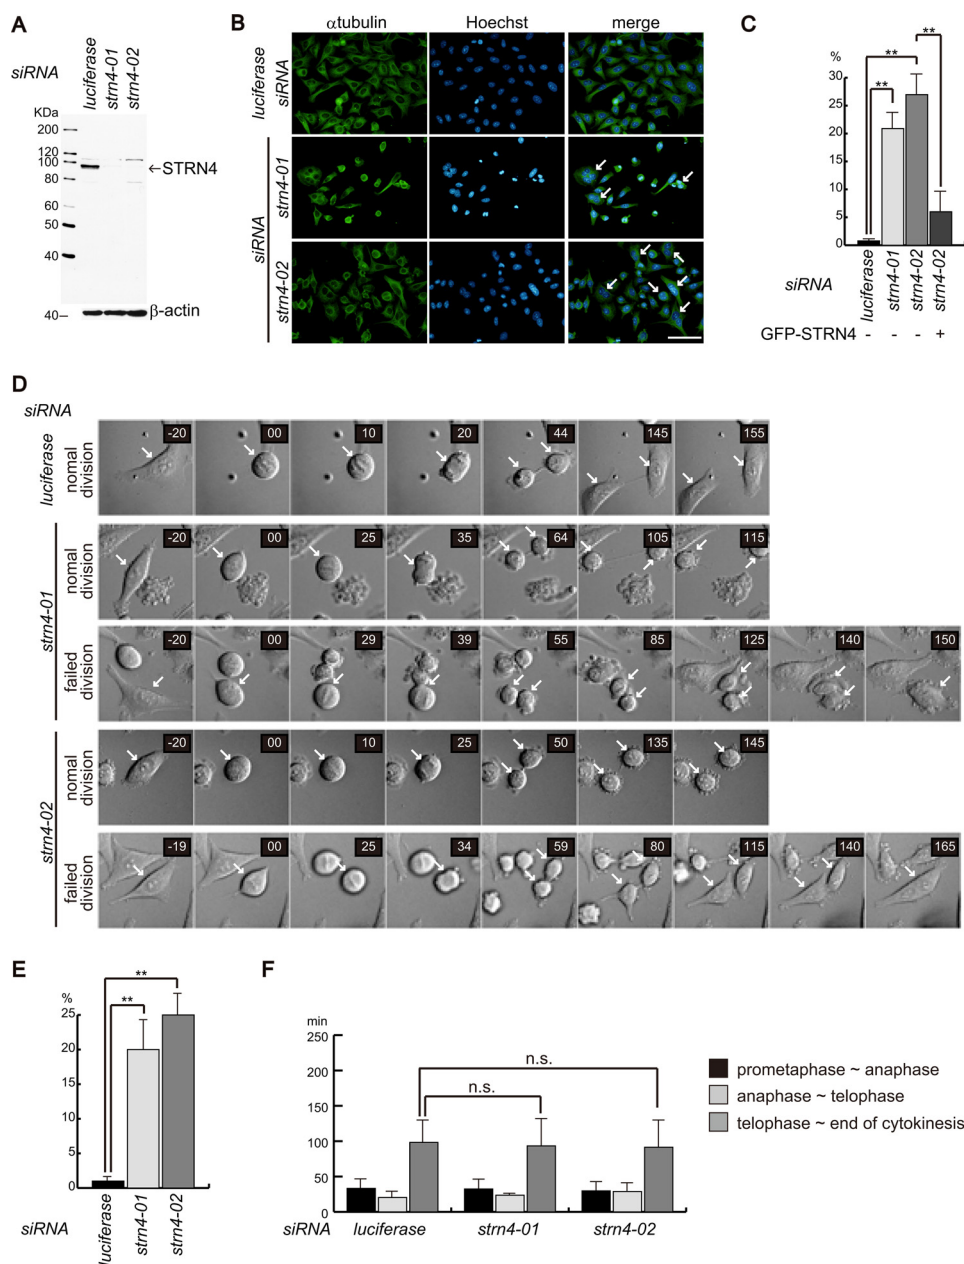 A
siRNA
luciferase
strn4-01
strn4-02
KDa
200
120
100
80
60
50
40
←STRN4
40
β-actin
B
αtubulin Hoechst merge
luciferase
siRNA
strn4-01
siRNA
strn4-02
C
**
**
**
%
30
25
20
15
10
5
0
siRNA
luciferase
strn4-01
strn4-02
strn4-02
GFP-STRN4 - - - +
D
siRNA
luciferase
nomal
division
-20 00 10 20 44 145 155
strn4-01
nomal
division
-20 00 25 35 64 105 115
failed
division
-20 00 29 39 55 85 125 140 150
strn4-02
nomal
division
-20 00 10 25 50 135 145
failed
division
-19 00 25 34 59 80 115 140 165
E
**
**
%
25
20
15
10
5
0
siRNA
luciferase
strn4-01
strn4-02
F
min
250
200
150
100
50
0
n.s.
n.s.
siRNA luciferase strn4-01 strn4-02
prometaphase ~ anaphase
anaphase ~ telophase
telophase ~ end of cytokinesis